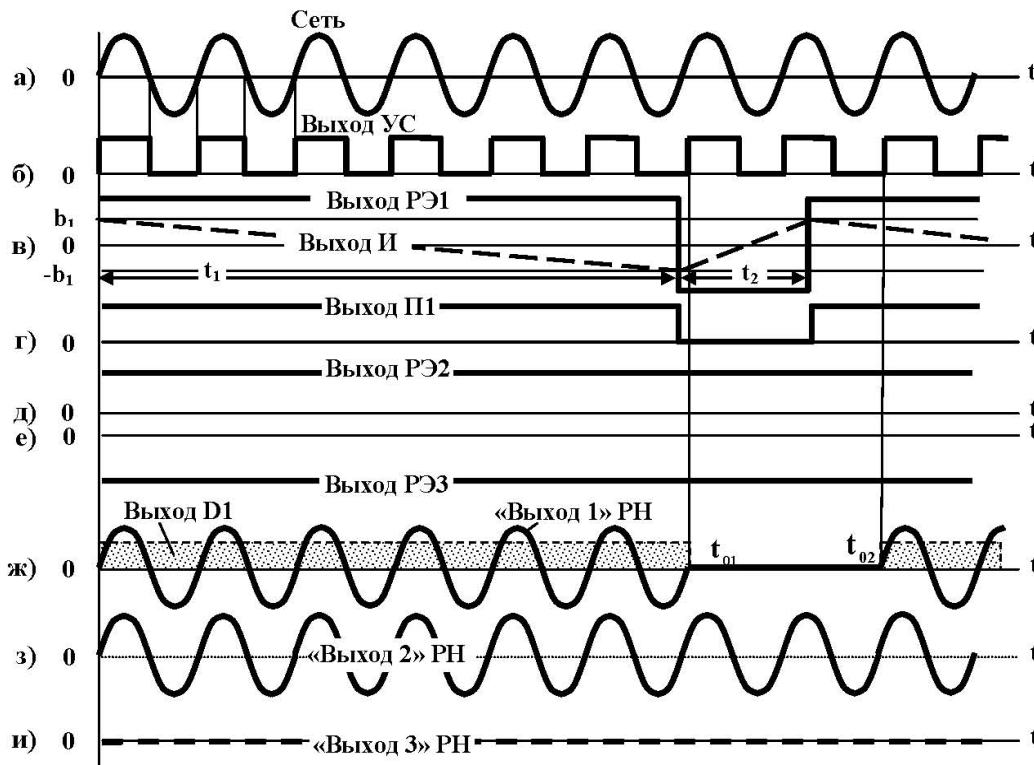 Сеть
а) 0 t
Выход УС
б) 0 t
Выход РЭ1
b₁
в) 0 Выход И t
-b₁ t₁ t₂
Выход П1
г) 0 t
Выход РЭ2
д) 0 t
е) 0 t
Выход РЭ3
Выход D1 «Выход 1» РН
t₀₁ t₀₂
ж) 0 t
з) 0 «Выход 2» РН t
и) 0 «Выход 3» РН t